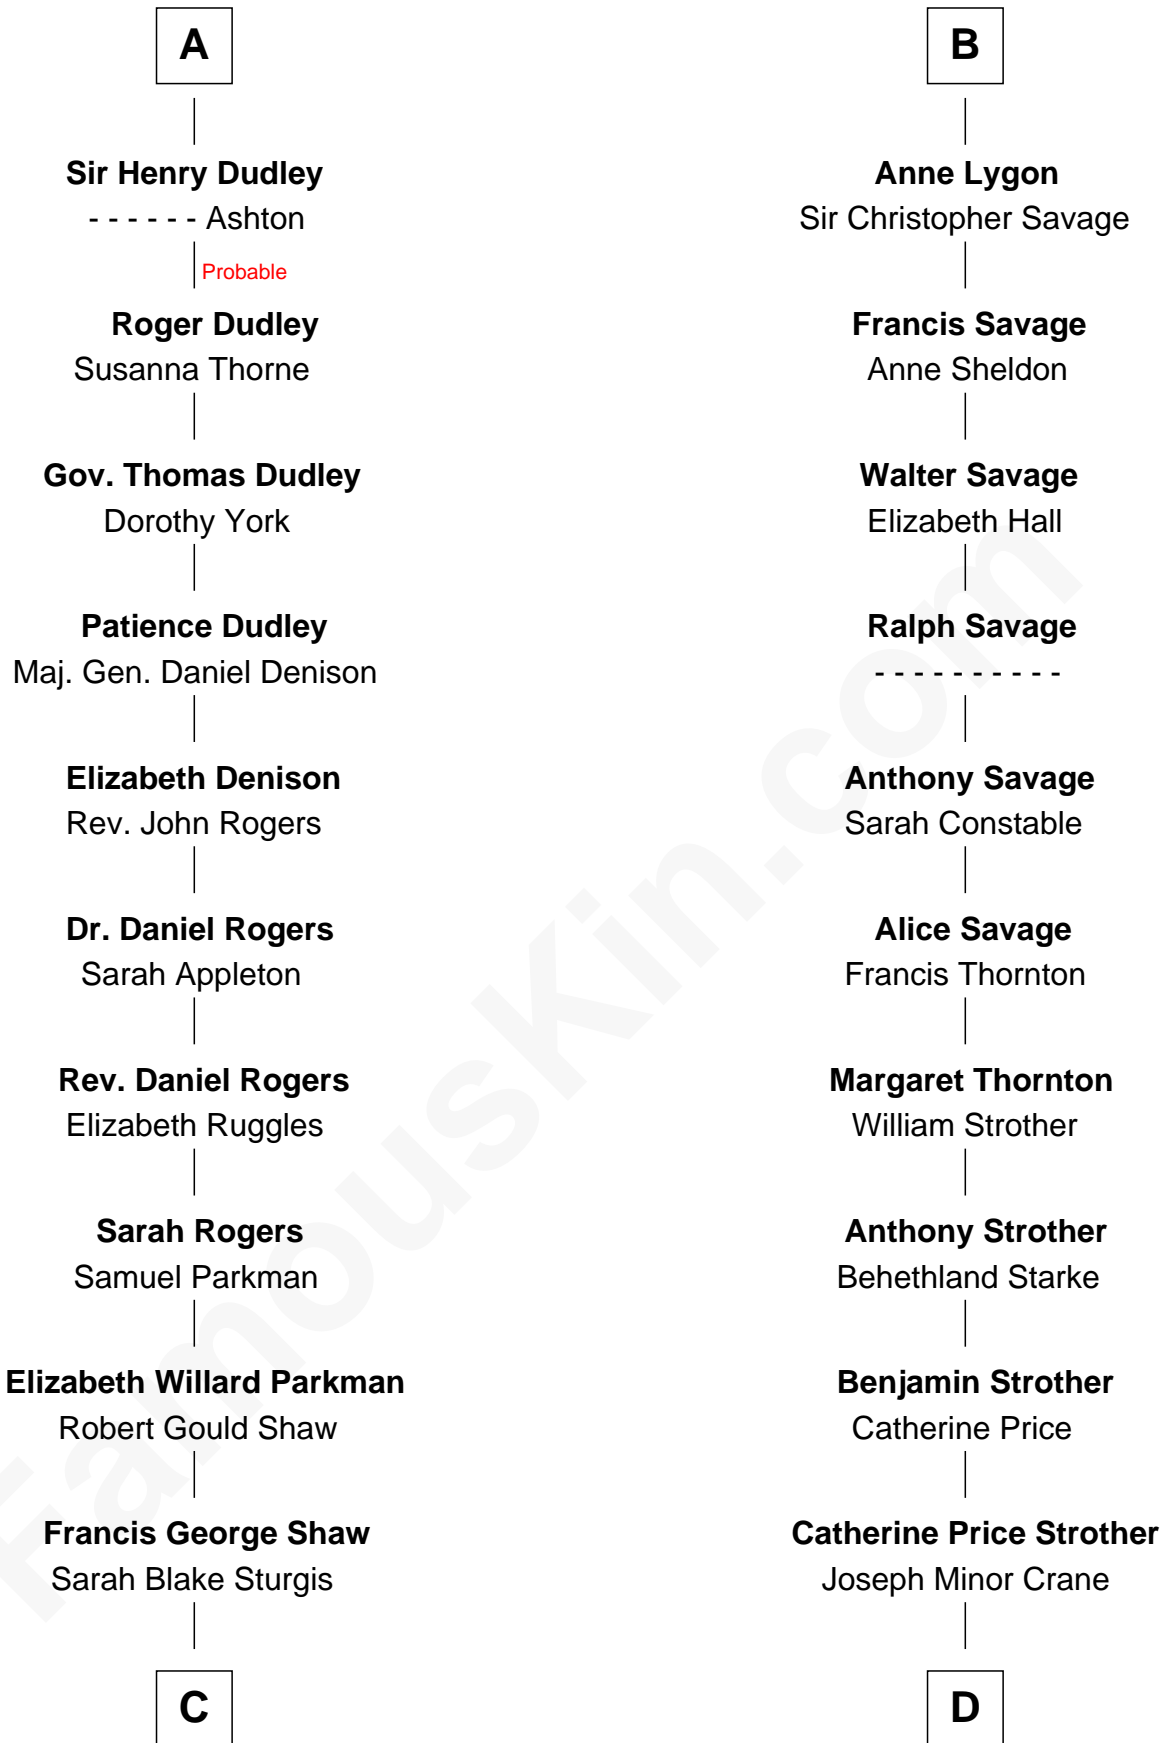 A
Sir Henry Dudley
- - - - - - Ashton
Probable
Roger Dudley
Susanna Thorne
Gov. Thomas Dudley
Dorothy York
Patience Dudley
Maj. Gen. Daniel Denison
Elizabeth Denison
Rev. John Rogers
Dr. Daniel Rogers
Sarah Appleton
Rev. Daniel Rogers
Elizabeth Ruggles
Sarah Rogers
Samuel Parkman
Elizabeth Willard Parkman
Robert Gould Shaw
Francis George Shaw
Sarah Blake Sturgis
C
B
Anne Lygon
Sir Christopher Savage
Francis Savage
Anne Sheldon
Walter Savage
Elizabeth Hall
Ralph Savage
- - - - - - - - - -
Anthony Savage
Sarah Constable
Alice Savage
Francis Thornton
Margaret Thornton
William Strother
Anthony Strother
Behethland Starke
Benjamin Strother
Catherine Price
Catherine Price Strother
Joseph Minor Crane
D
FamousKin.com